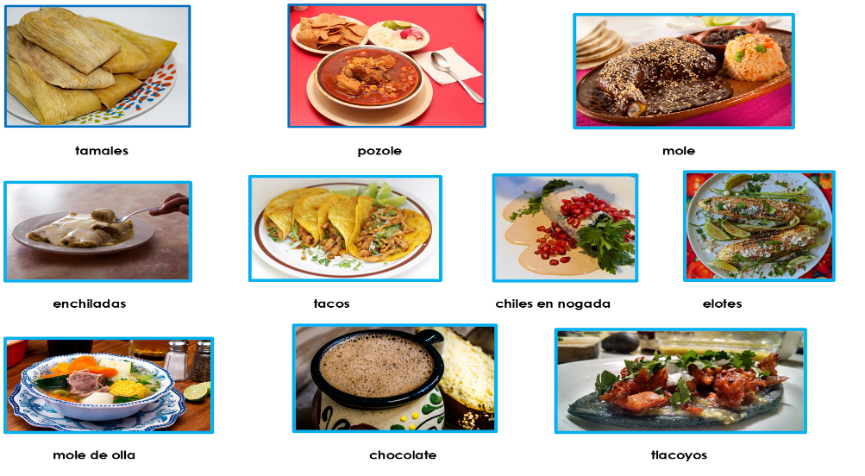 tamales
pozole
mole
enchiladas
tacos
chiles en nogada
elotes
mole de olla
chocolate
tlacoyos